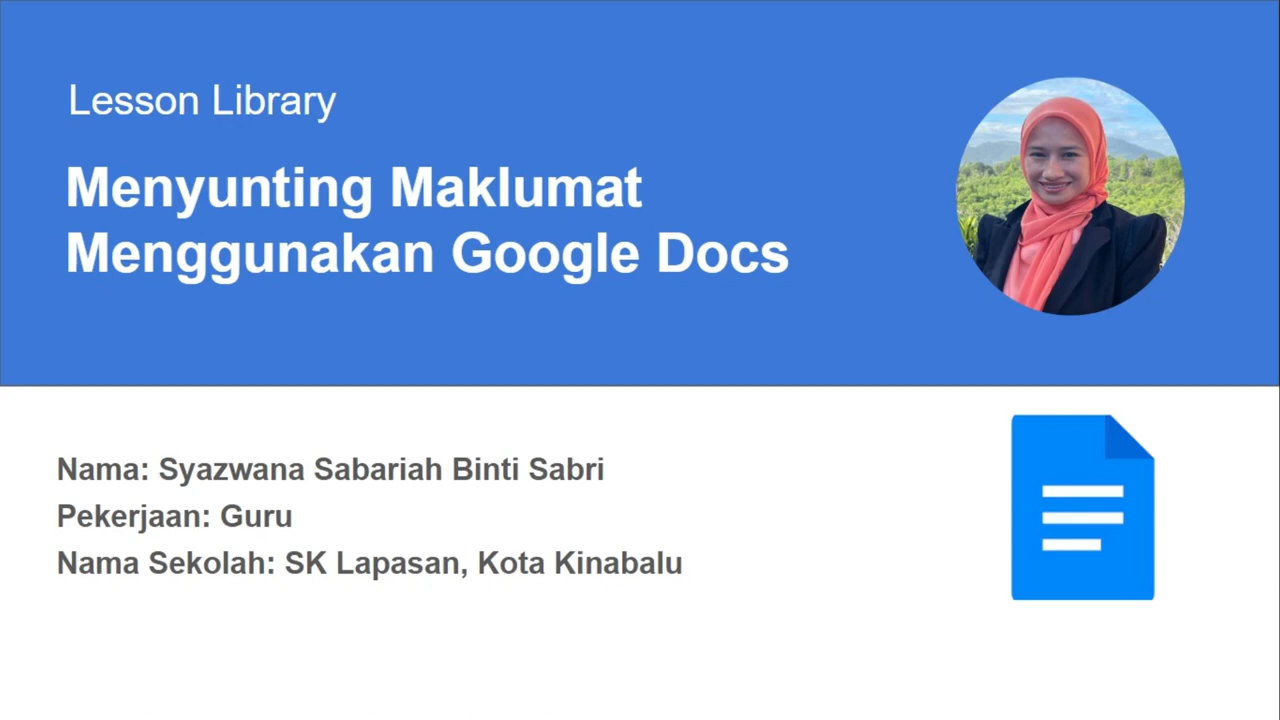 Lesson Library
Menyunting Maklumat
Menggunakan Google Docs
Nama: Syazwana Sabariah Binti Sabri
Pekerjaan: Guru
Nama Sekolah: SK Lapasan, Kota Kinabalu